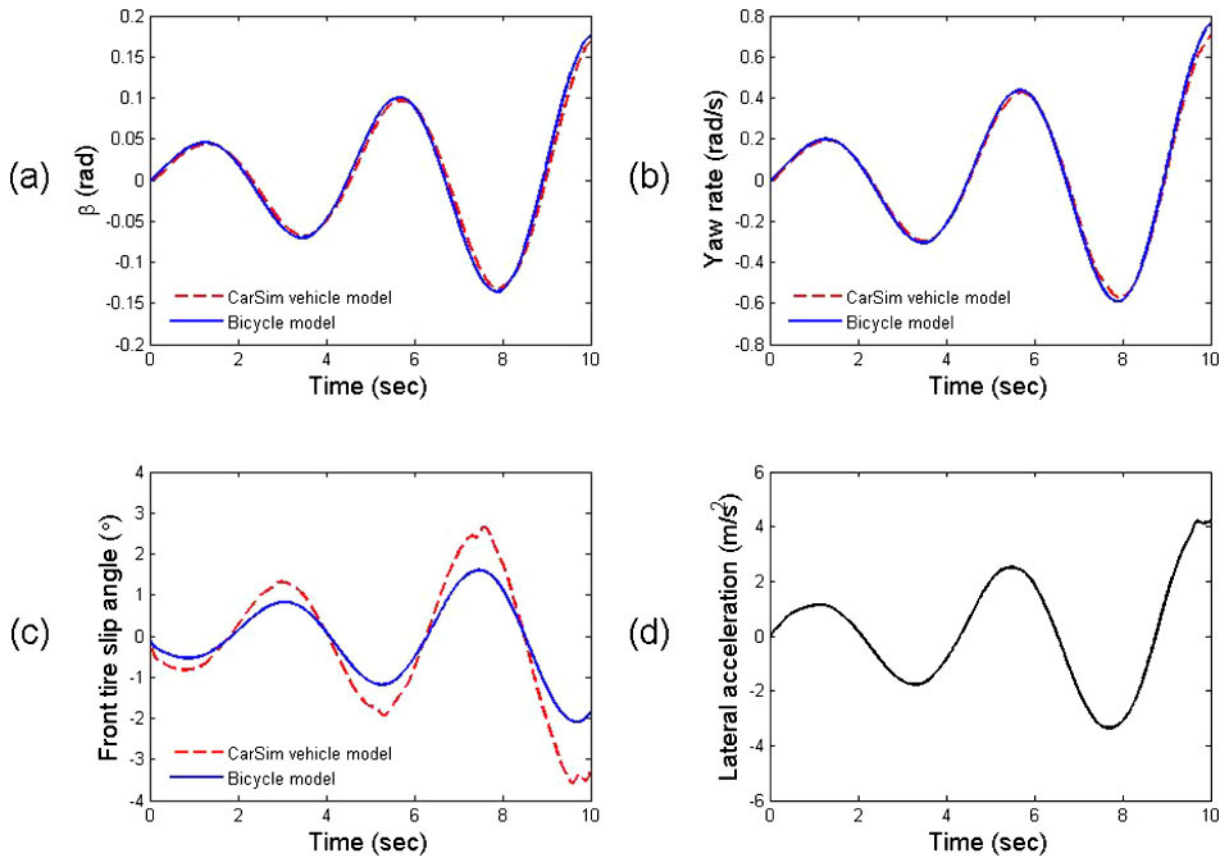 (a)
β (rad)
0.2
0.15
0.1
0.05
0
-0.05
-0.1
-0.15
-0.2
CarSim vehicle model
Bicycle model
0 2 4 6 8 10
Time (sec)
(b)
Yaw rate (rad/s)
0.8
0.6
0.4
0.2
0
-0.2
-0.4
-0.6
-0.8
CarSim vehicle model
Bicycle model
0 2 4 6 8 10
Time (sec)
(c)
Front tire slip angle (°)
4
3
2
1
0
-1
-2
-3
-4
CarSim vehicle model
Bicycle model
0 2 4 6 8 10
Time (sec)
(d)
Lateral acceleration (m/s²)
6
4
2
0
-2
-4
-6
0 2 4 6 8 10
Time (sec)